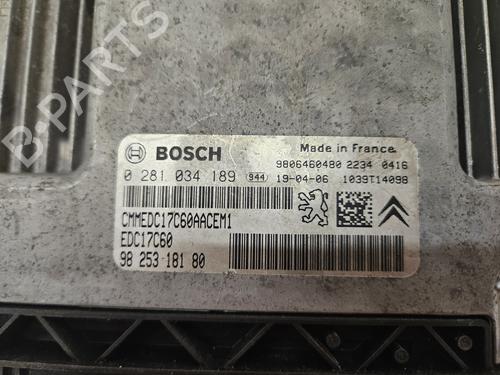 B-PARTS
BOSCH
Made in France
9806460480 2234 0416
0 281 034 189 944 19-04-06 1039T14098
CMMEDC17C60AACEM1
EDC17C60
98 253 181 80